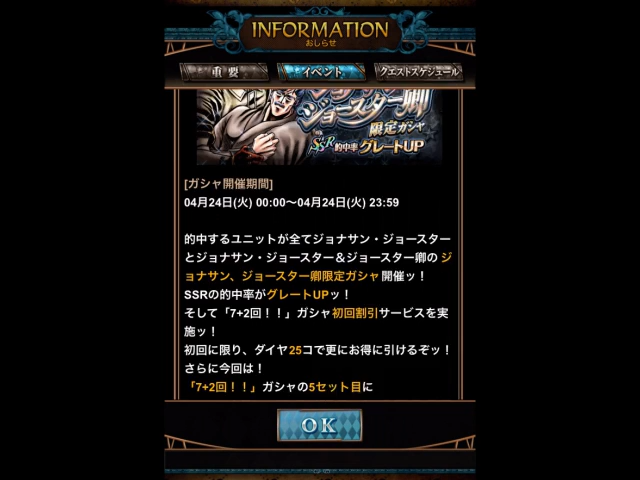 INFORMATION
おしらせ
重要
イベント
クエストスケジュール
ジョースター卿
限定ガシャ
SSR 的中率 グレートUP
[ガシャ開催期間]
04月24日(火) 00:00〜04月24日(火) 23:59
的中するユニットが全てジョナサン・ジョースター
とジョナサン・ジョースター＆ジョースター卿の ジ
ョナサン、ジョースター卿限定ガシャ 開催ッ！
SSRの的中率がグレートUPッ！
そして「7+2回！！」ガシャ初回割引サービスを実
施ッ！
初回に限り、ダイヤ25コで更にお得に引けるぞッ！
さらに今回は！
「7+2回！！」ガシャの5セット目に
OK